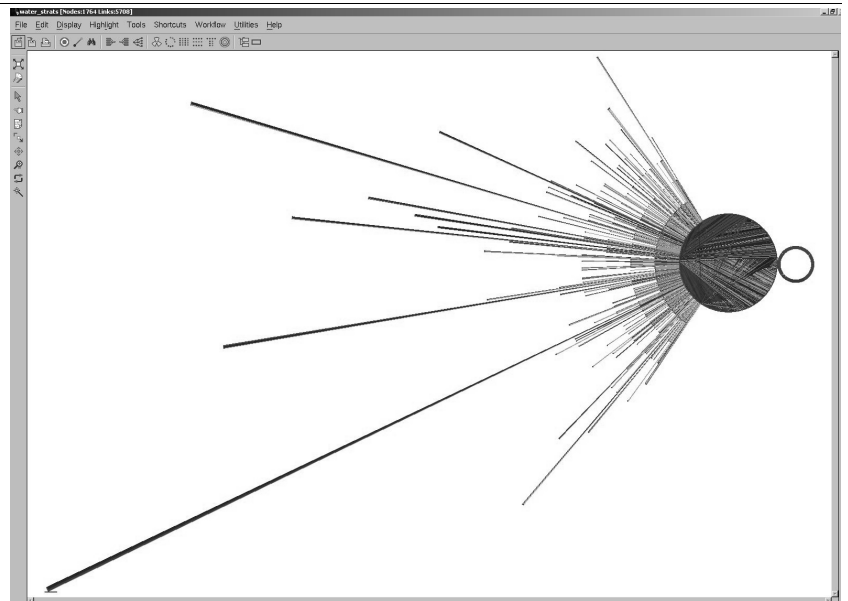 water_strats [Nodes:1764 Links:5708]
File Edit Display Highlight Tools Shortcuts Workflow Utilities Help